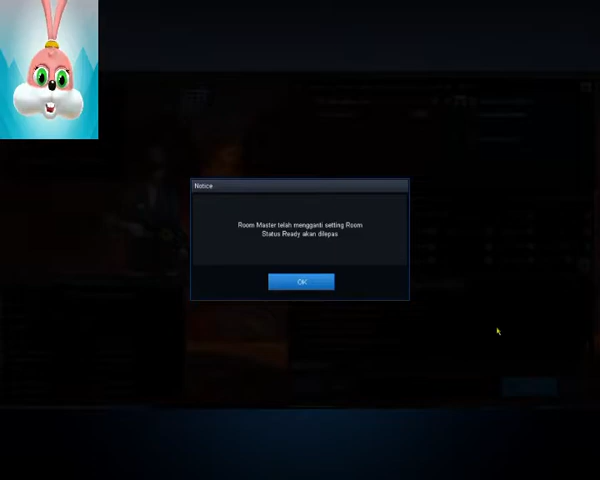 Notice
Room Master telah mengganti setting Room
Status Ready akan dilepas
OK